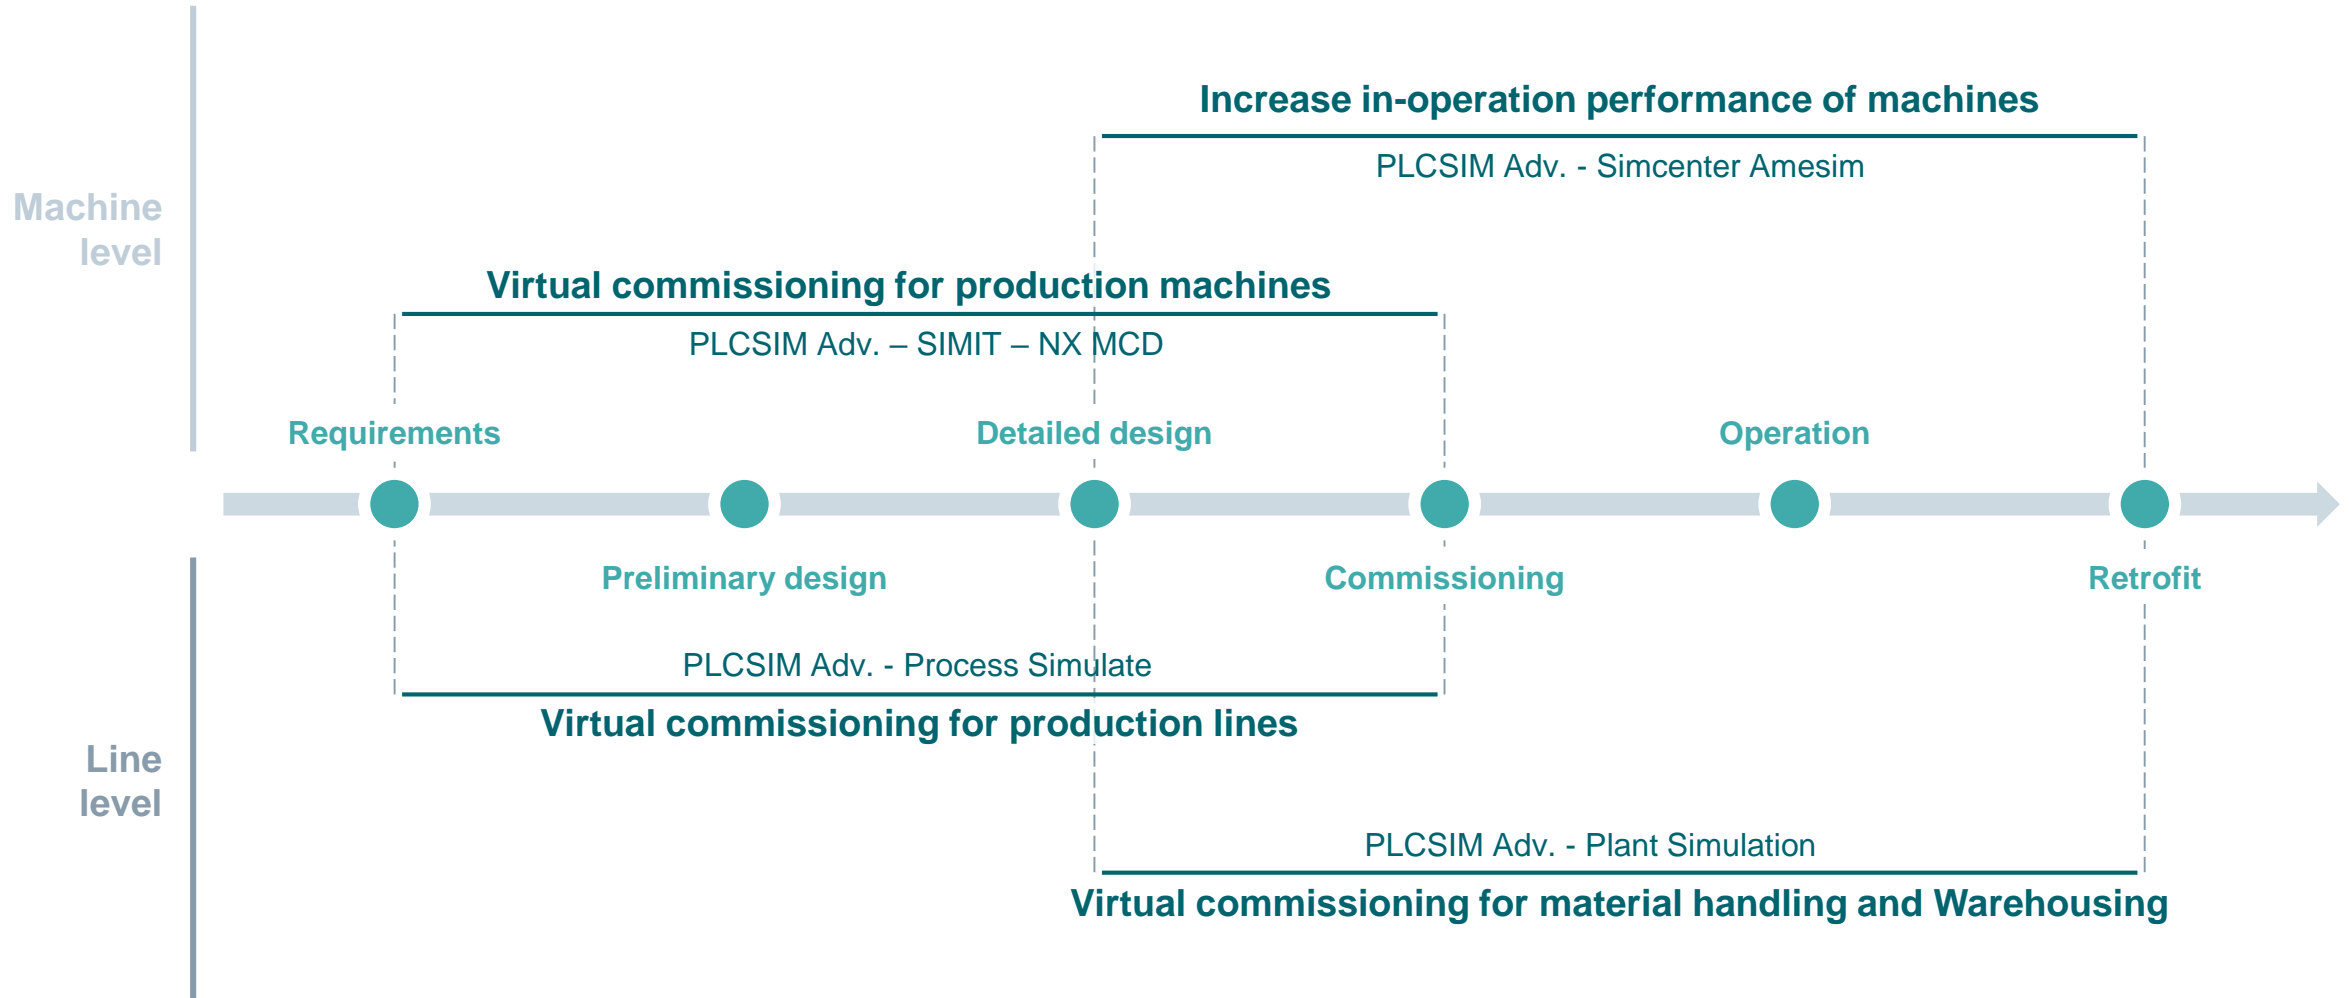 Increase in-operation performance of machines
PLCSIM Adv. - Simcenter Amesim
Machine
level
Virtual commissioning for production machines
PLCSIM Adv. – SIMIT – NX MCD
Requirements
Detailed design
Operation
Preliminary design
Commissioning
Retrofit
PLCSIM Adv. - Process Simulate
Virtual commissioning for production lines
Line
level
PLCSIM Adv. - Plant Simulation
Virtual commissioning for material handling and Warehousing